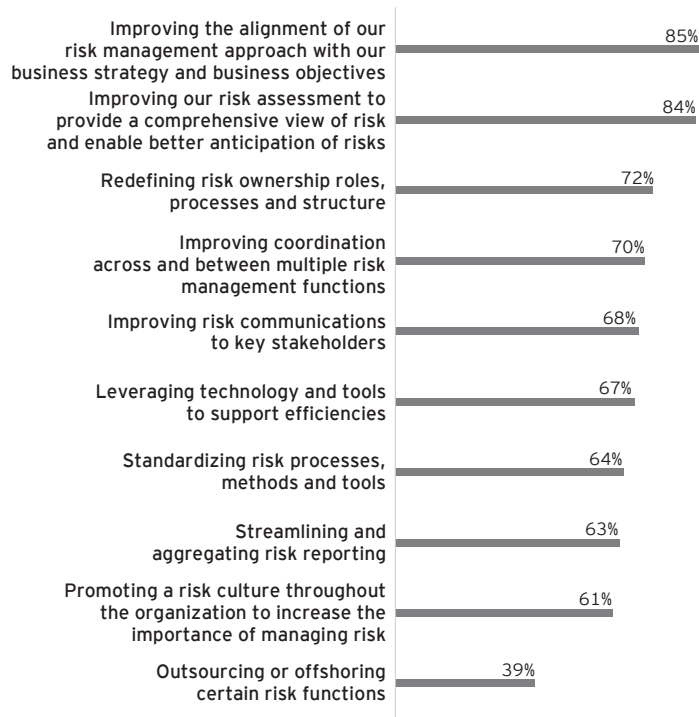 Improving the alignment of our
risk management approach with our
business strategy and business objectives
85%
Improving our risk assessment to
provide a comprehensive view of risk
and enable better anticipation of risks
84%
Redefining risk ownership roles,
processes and structure
72%
Improving coordination
across and between multiple risk
management functions
70%
Improving risk communications
to key stakeholders
68%
Leveraging technology and tools
to support efficiencies
67%
Standardizing risk processes,
methods and tools
64%
Streamlining and
aggregating risk reporting
63%
Promoting a risk culture throughout
the organization to increase the
importance of managing risk
61%
Outsourcing or offshoring
certain risk functions
39%